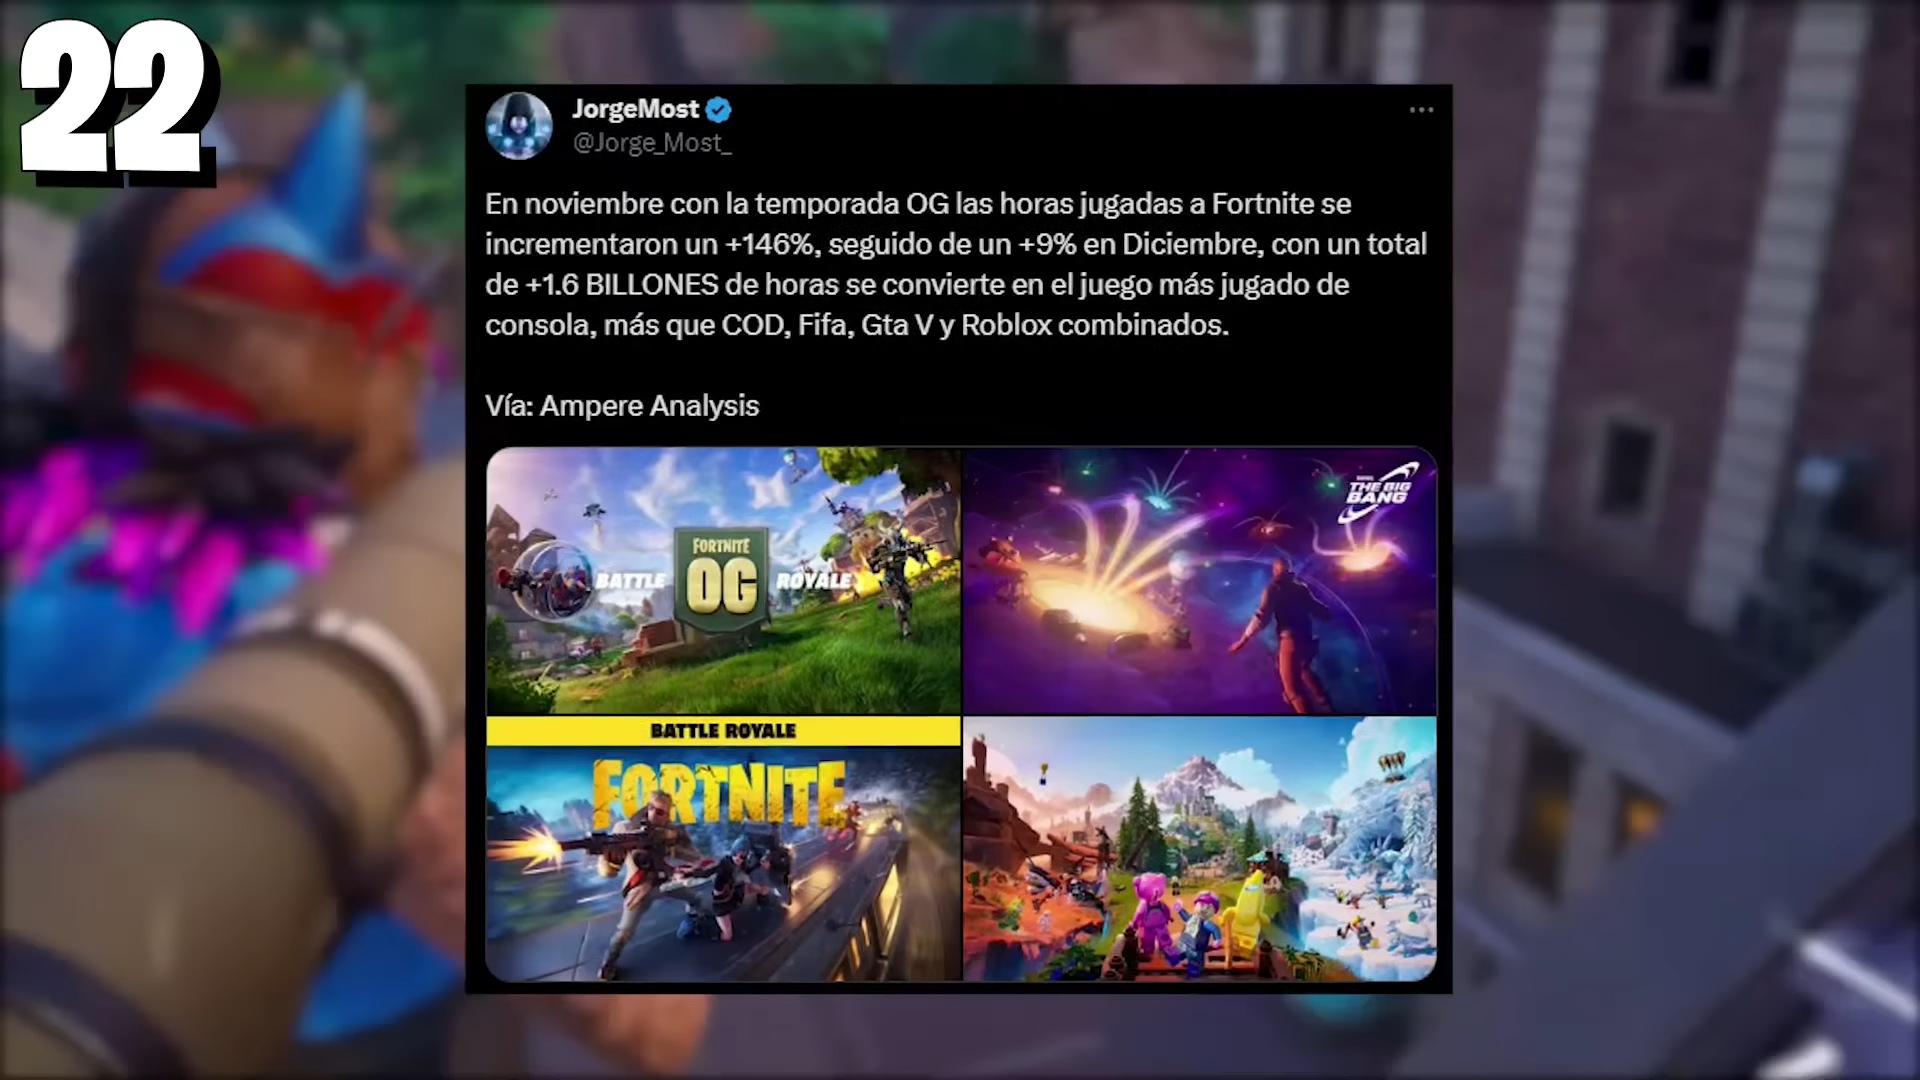 22
JorgeMost
@Jorge_Most_
En noviembre con la temporada OG las horas jugadas a Fortnite se
incrementaron un +146%, seguido de un +9% en Diciembre, con un total
de +1.6 BILLONES de horas se convierte en el juego más jugado de
consola, más que COD, Fifa, Gta V y Roblox combinados.
Vía: Ampere Analysis
FORTNITE
BATTLE OG ROYALE
THE BIG
BANG
BATTLE ROYALE
FORTNITE